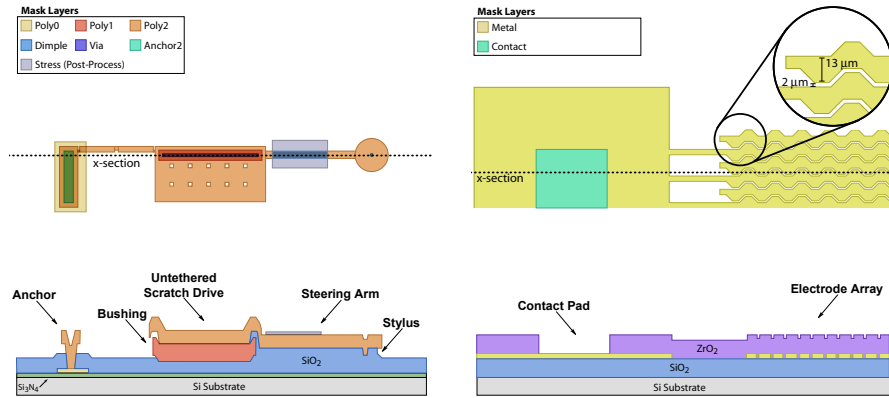 Mask Layers
Poly0 Poly1 Poly2
Dimple Via Anchor2
Stress (Post-Process)
x-section
Anchor
Bushing
Untethered
Scratch Drive
Steering Arm
Stylus
SiO2
Si3N4
Si Substrate
Mask Layers
Metal
Contact
13 μm
2 μm
x-section
Contact Pad
Electrode Array
ZrO2
SiO2
Si Substrate